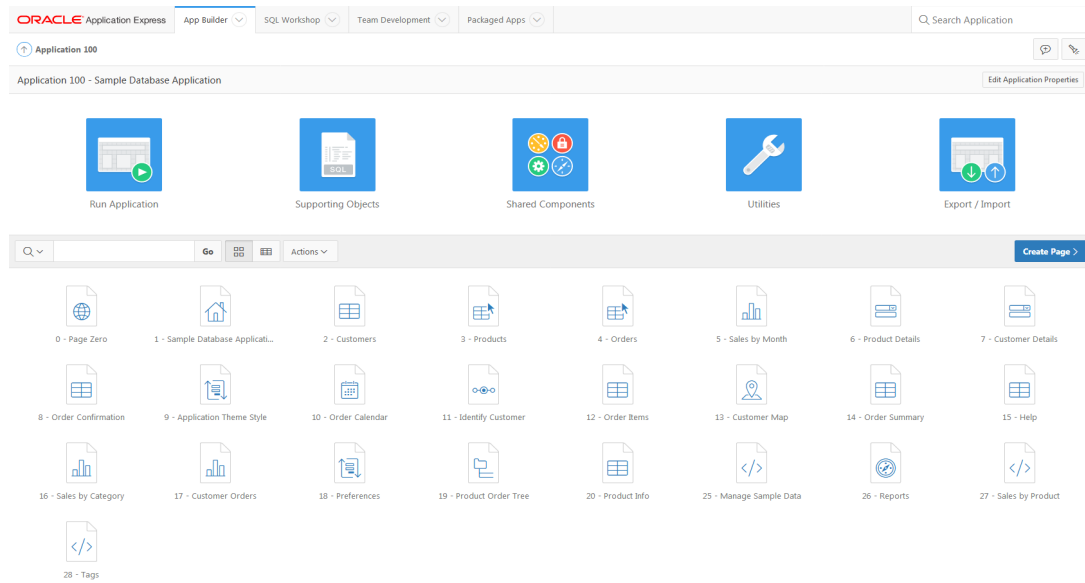 ORACLE Application Express App Builder SQL Workshop Team Development Packaged Apps Search Application
Application 100
Application 100 - Sample Database Application Edit Application Properties
SQL
Run Application Supporting Objects Shared Components Utilities Export / Import
Go Actions Create Page
0 - Page Zero 1 - Sample Database Applicati... 2 - Customers 3 - Products 4 - Orders 5 - Sales by Month 6 - Product Details 7 - Customer Details
8 - Order Confirmation 9 - Application Theme Style 10 - Order Calendar 11 - Identify Customer 12 - Order Items 13 - Customer Map 14 - Order Summary 15 - Help
16 - Sales by Category 17 - Customer Orders 18 - Preferences 19 - Product Order Tree 20 - Product Info 25 - Manage Sample Data 26 - Reports 27 - Sales by Product
28 - Tags